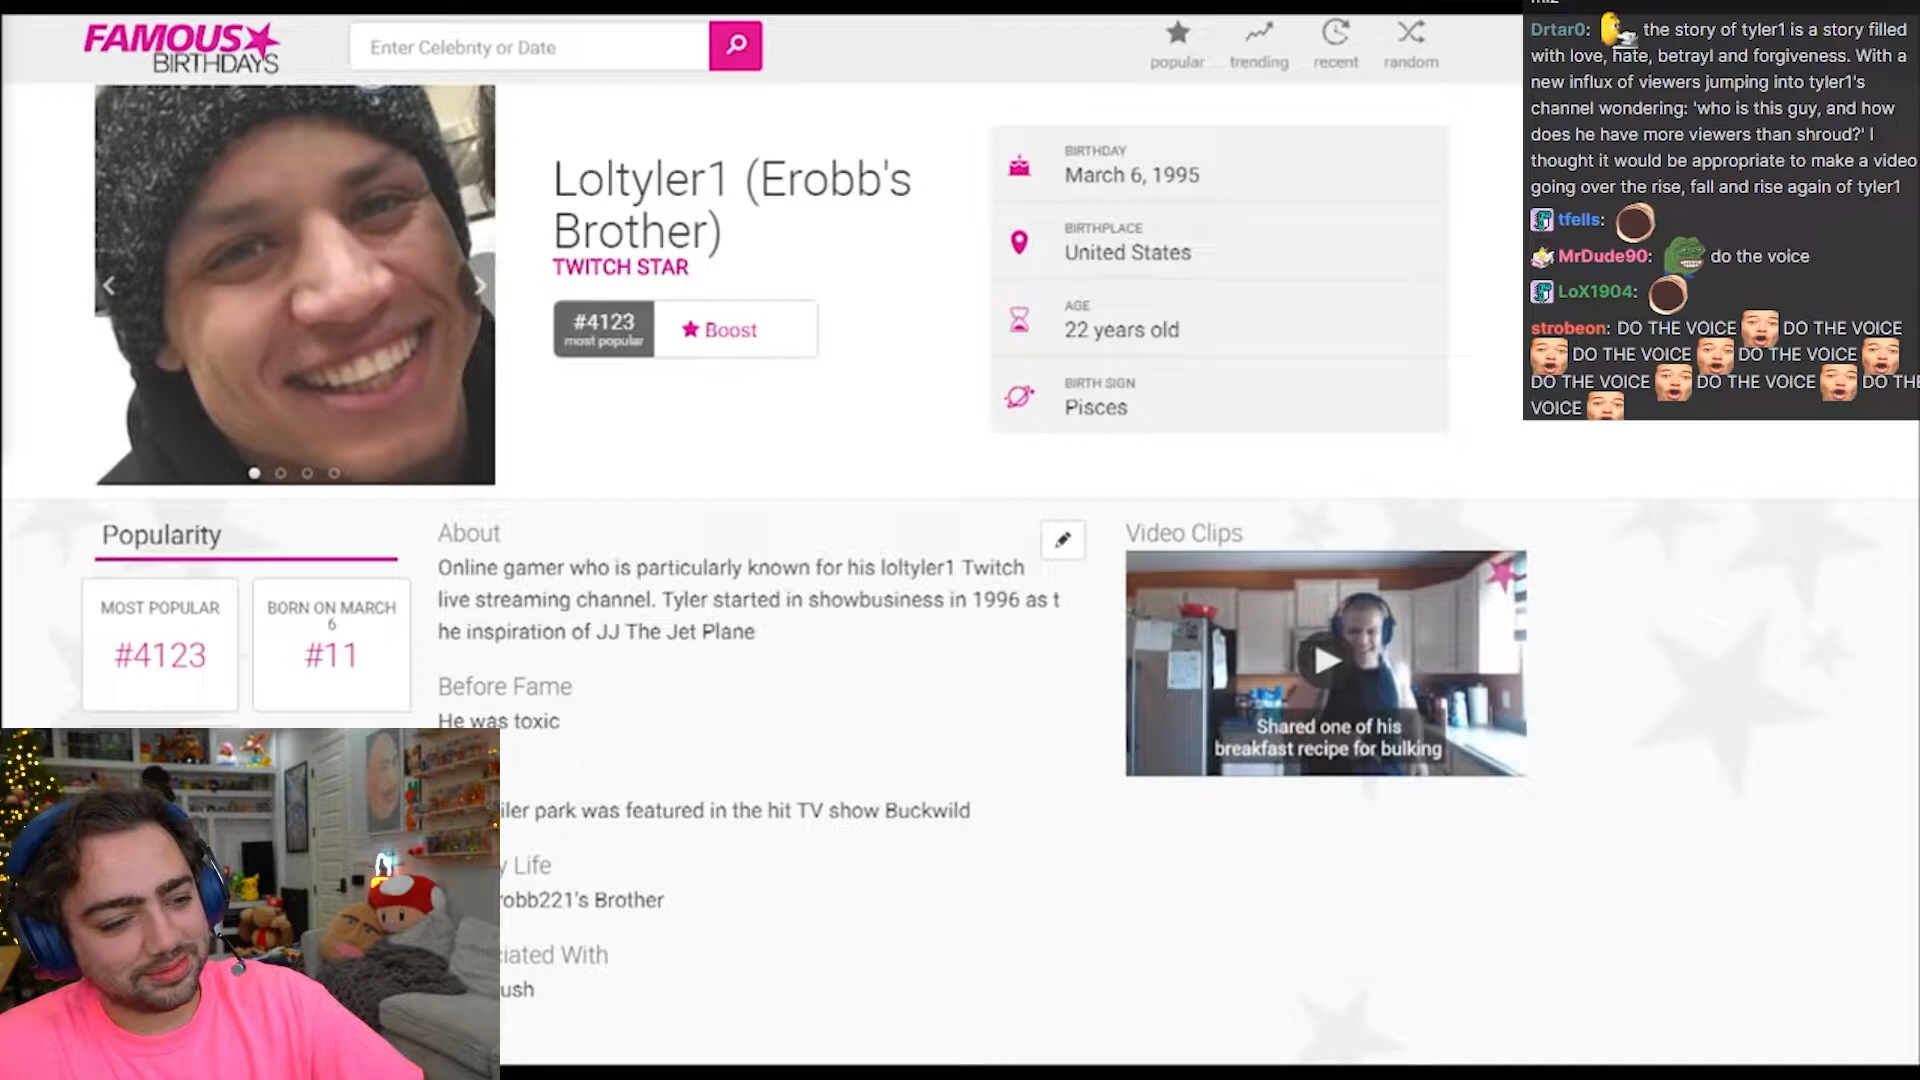 FAMOUS
BIRTHDAYS
Enter Celebrity or Date
popular
trending
recent
random
Loltyler1 (Erobb's
Brother)
TWITCH STAR
#4123
most popular
Boost
BIRTHDAY
March 6, 1995
BIRTHPLACE
United States
AGE
22 years old
BIRTH SIGN
Pisces
Popularity
MOST POPULAR
#4123
BORN ON MARCH
6
#11
About
Online gamer who is particularly known for his loltyler1 Twitch
live streaming channel. Tyler started in showbusiness in 1996 as t
he inspiration of JJ The Jet Plane
Before Fame
He was toxic
iler park was featured in the hit TV show Buckwild
y Life
robb221's Brother
ciated With
ush
Video Clips
Shared one of his
breakfast recipe for bulking
Drtar0: the story of tyler1 is a story filled
with love, hate, betrayl and forgiveness. With a
new influx of viewers jumping into tyler1's
channel wondering: 'who is this guy, and how
does he have more viewers than shroud?' I
thought it would be appropriate to make a video
going over the rise, fall and rise again of tyler1
tfells:
MrDude90: do the voice
LoX1904:
strobeon: DO THE VOICE DO THE VOICE
DO THE VOICE DO THE VOICE
DO THE VOICE DO THE VOICE DO THE
VOICE